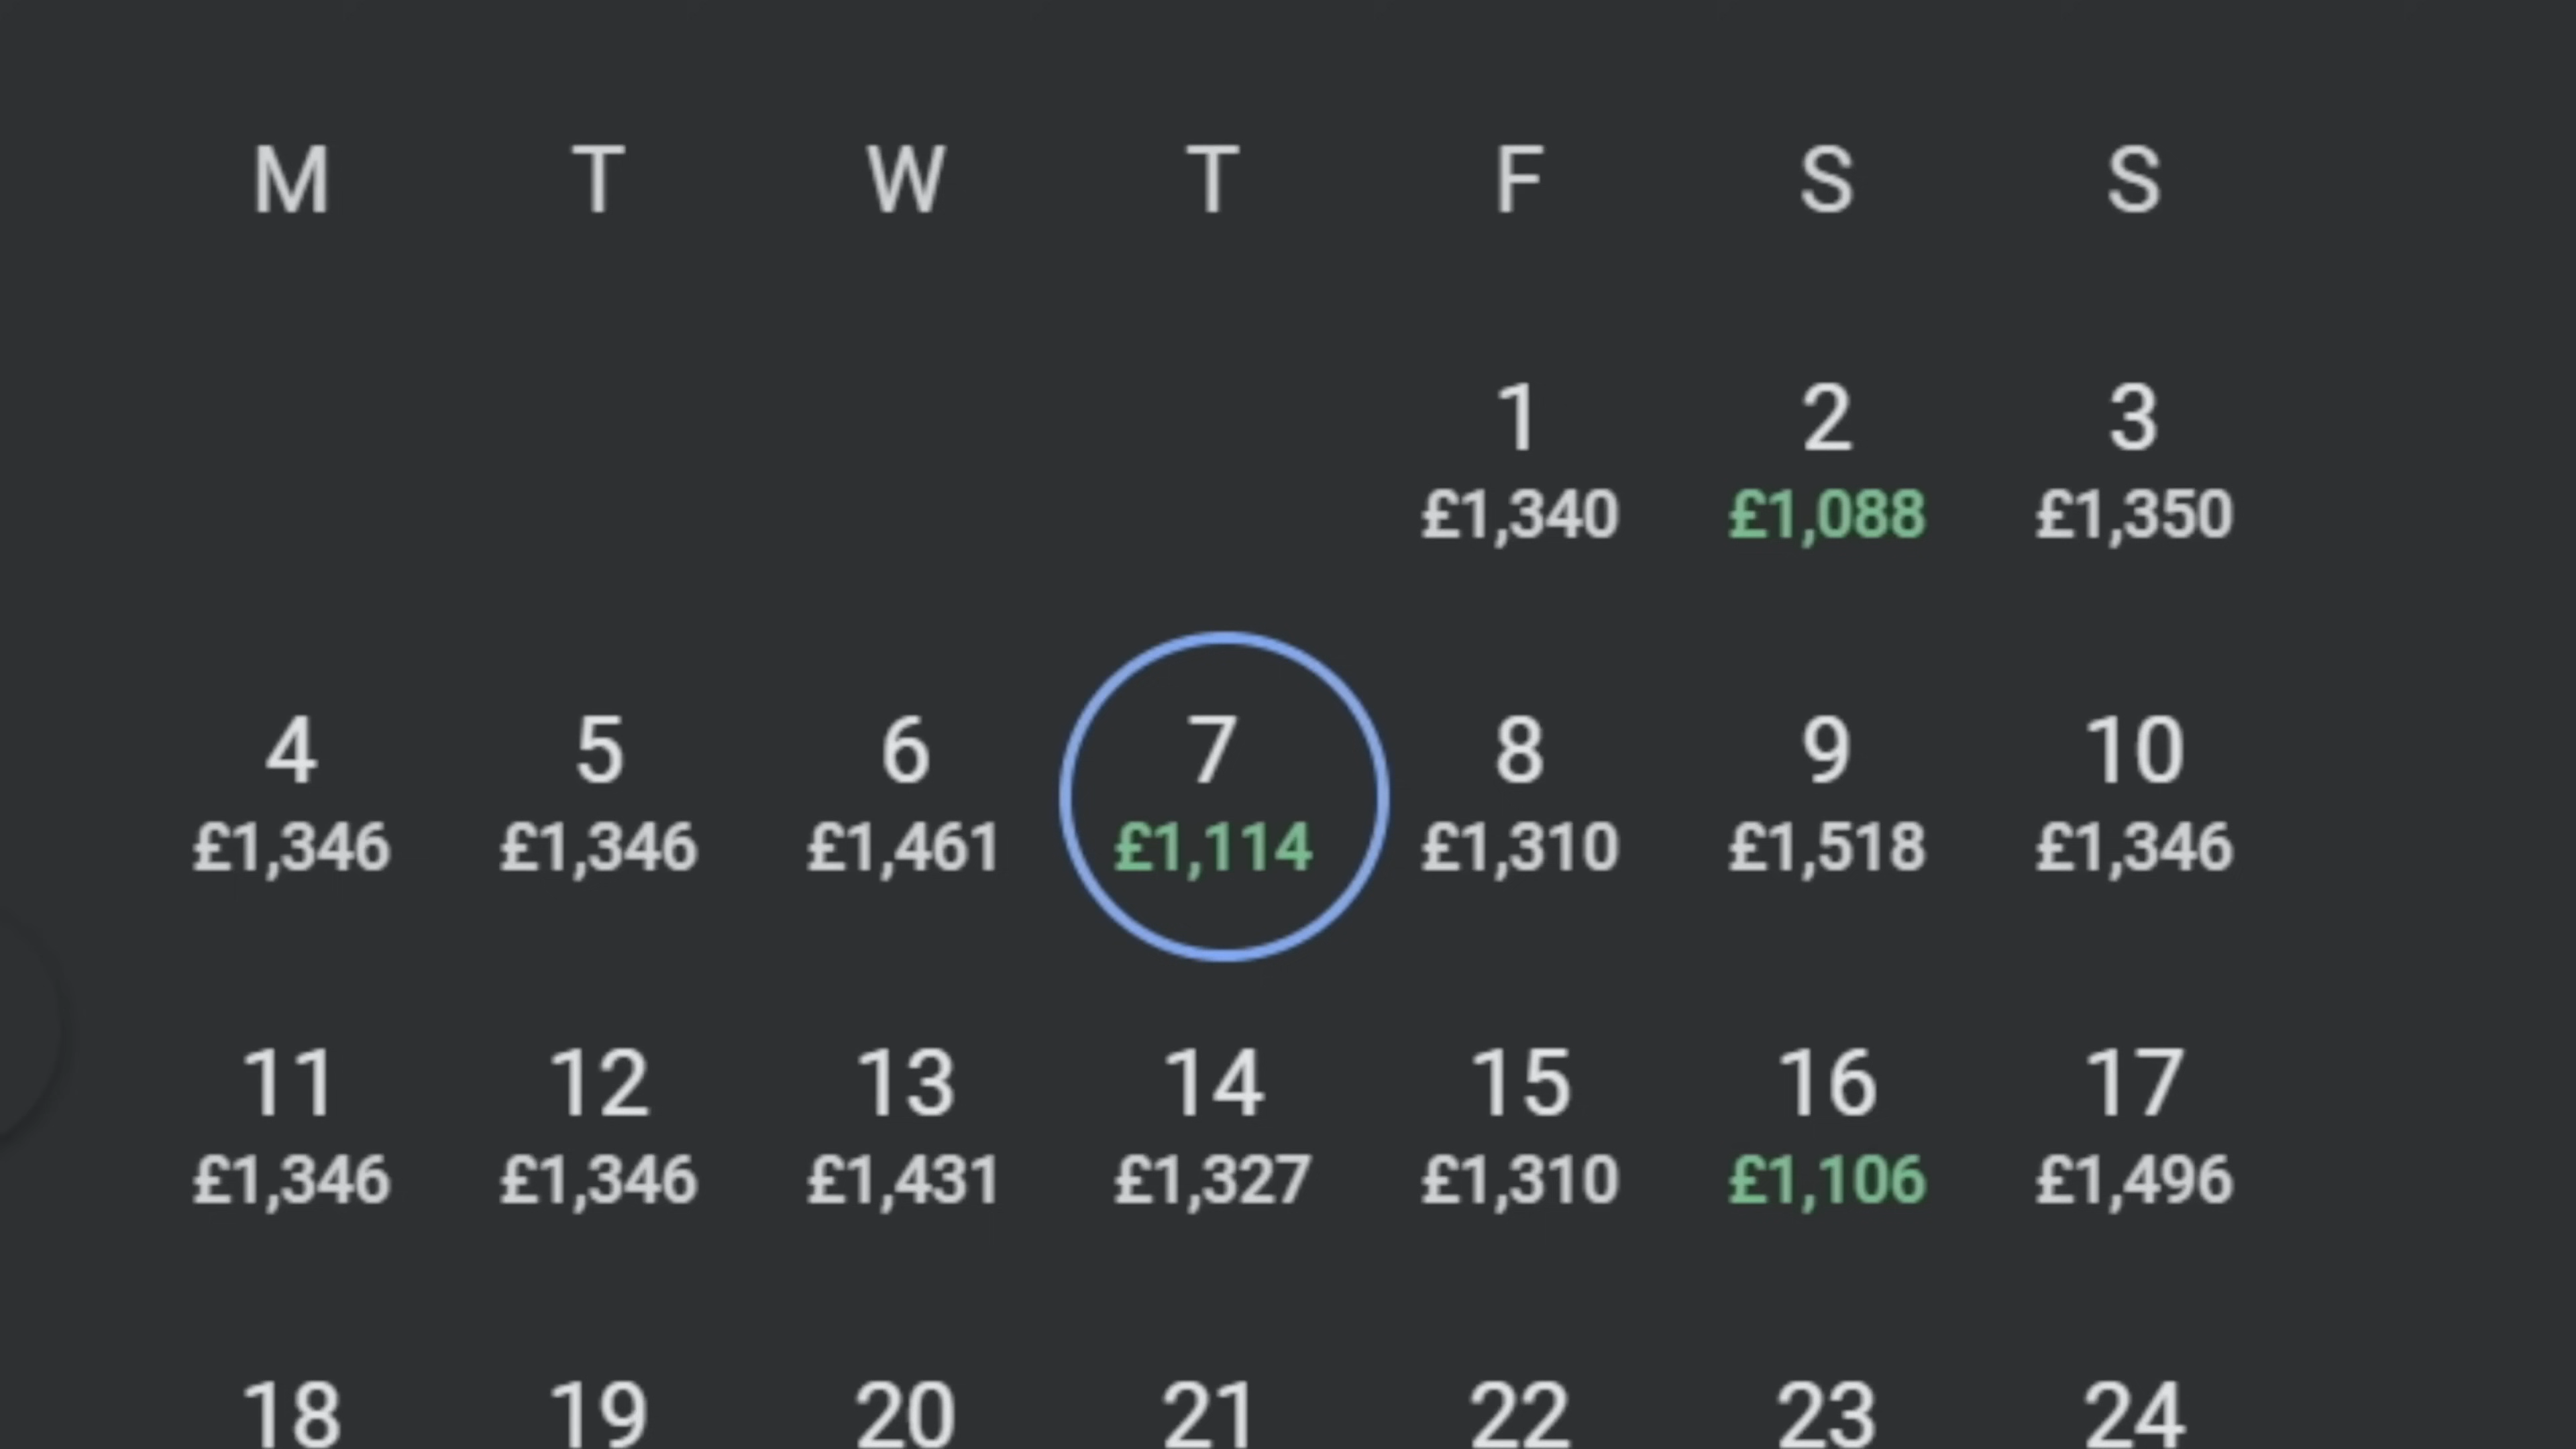 M T W T F S S
1 2 3
£1,340 £1,088 £1,350
4 5 6 7 8 9 10
£1,346 £1,346 £1,461 £1,114 £1,310 £1,518 £1,346
11 12 13 14 15 16 17
£1,346 £1,346 £1,431 £1,327 £1,310 £1,106 £1,496
18 19 20 21 22 23 24